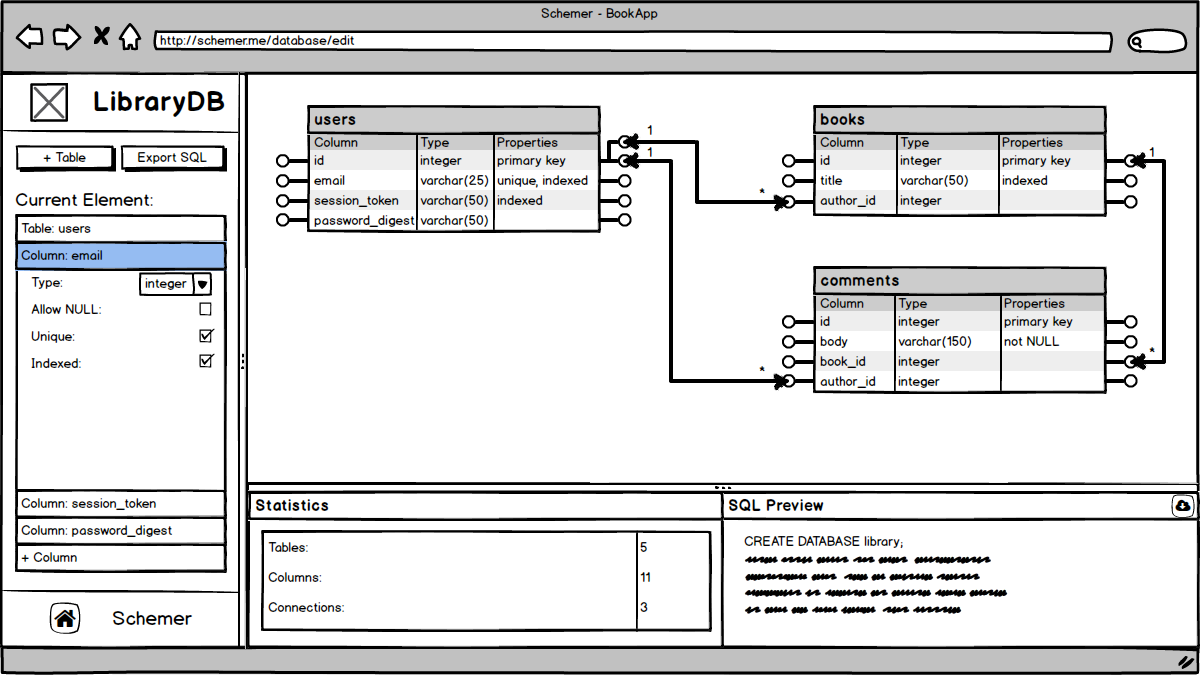 Schemer - BookApp
http://schemer.me/database/edit
LibraryDB
+ Table
Export SQL
Current Element:
Table: users
Column: email
Type:
integer
Allow NULL:
Unique:
Indexed:
Column: session_token
Column: password_digest
+ Column
Schemer
users
Column Type Properties
id integer primary key
email varchar(25) unique, indexed
session_token varchar(50) indexed
password_digest varchar(50)
1
1
*
*
books
Column Type Properties
id integer primary key
title varchar(50) indexed
author_id integer
1
*
comments
Column Type Properties
id integer primary key
body varchar(150) not NULL
book_id integer
author_id integer
Statistics
Tables: 5
Columns: 11
Connections: 3
SQL Preview
CREATE DATABASE library;